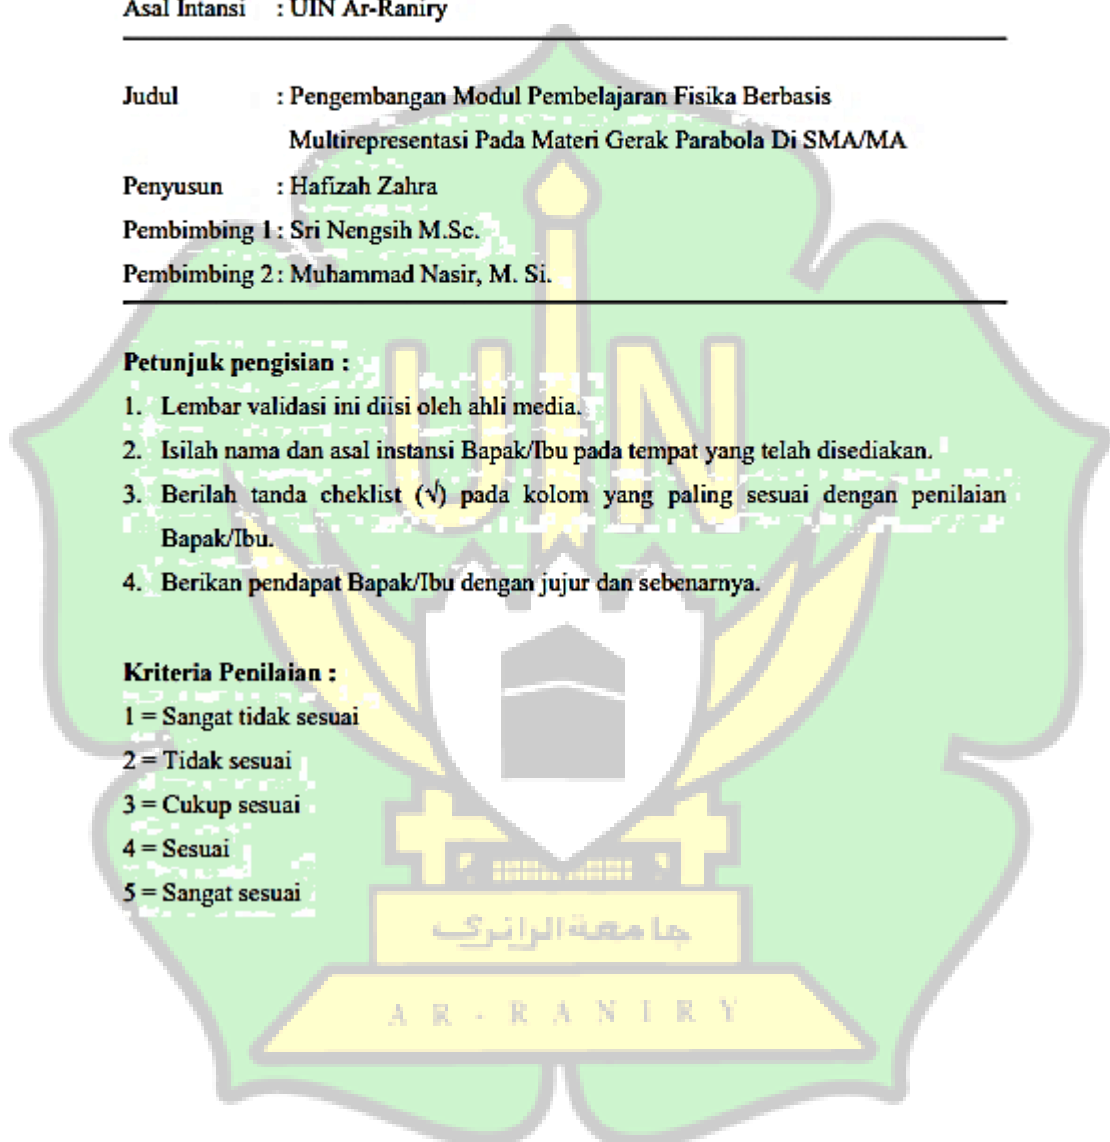 Asal Intansi : UIN Ar-Raniry
Judul : Pengembangan Modul Pembelajaran Fisika Berbasis
Multirepresentasi Pada Materi Gerak Parabola Di SMA/MA
Penyusun : Hafizah Zahra
Pembimbing 1 : Sri Nengsih M.Sc.
Pembimbing 2 : Muhammad Nasir, M. Si.
Petunjuk pengisian :
1. Lembar validasi ini diisi oleh ahli media.
2. Isilah nama dan asal instansi Bapak/Ibu pada tempat yang telah disediakan.
3. Berilah tanda cheklist (√) pada kolom yang paling sesuai dengan penilaian
Bapak/Ibu.
4. Berikan pendapat Bapak/Ibu dengan jujur dan sebenarnya.
UIN
Kriteria Penilaian :
1 = Sangat tidak sesuai
2 = Tidak sesuai
3 = Cukup sesuai
4 = Sesuai
5 = Sangat sesuai
جامعة الرانري
AR-RANIRY